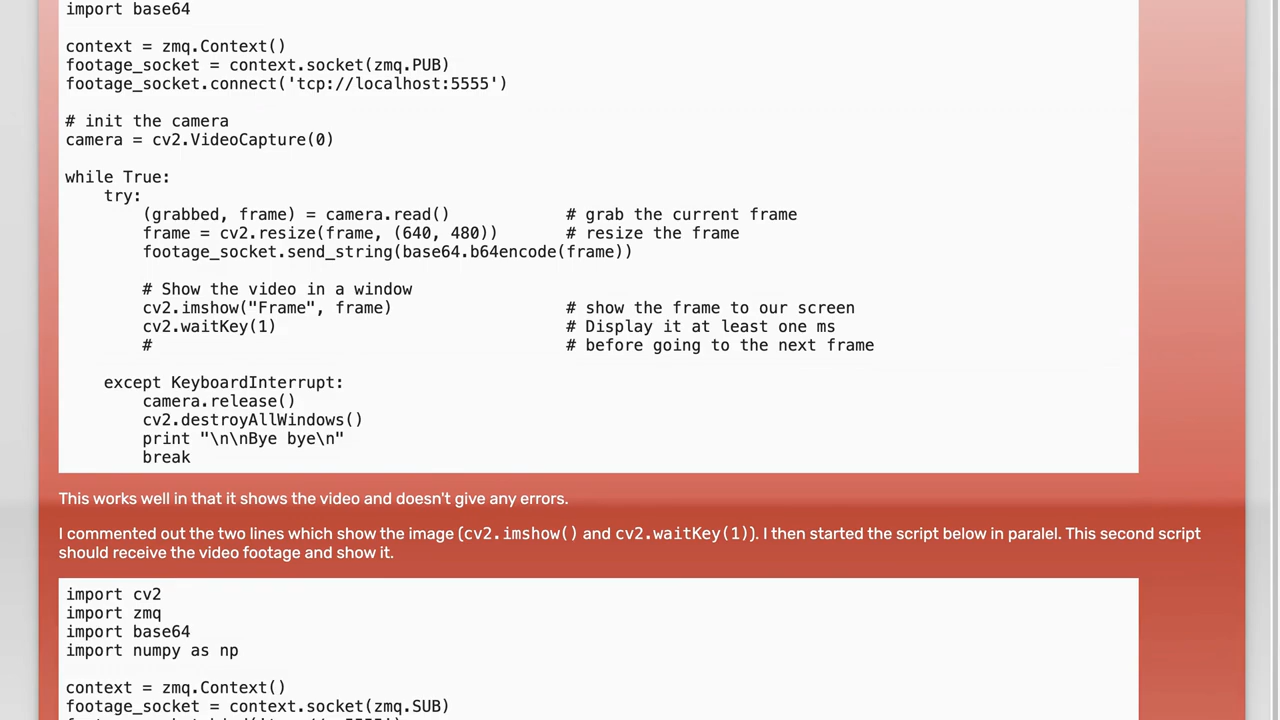 import base64
context = zmq.Context()
footage_socket = context.socket(zmq.PUB)
footage_socket.connect('tcp://localhost:5555')
# init the camera
camera = cv2.VideoCapture(0)
while True:
    try:
        (grabbed, frame) = camera.read()            # grab the current frame
        frame = cv2.resize(frame, (640, 480))       # resize the frame
        footage_socket.send_string(base64.b64encode(frame))
        # Show the video in a window
        cv2.imshow("Frame", frame)                  # show the frame to our screen
        cv2.waitKey(1)                              # Display it at least one ms
        #                                           # before going to the next frame
    except KeyboardInterrupt:
        camera.release()
        cv2.destroyAllWindows()
        print "\n\nBye bye\n"
        break
This works well in that it shows the video and doesn't give any errors.
I commented out the two lines which show the image (cv2.imshow() and cv2.waitKey(1)). I then started the script below in paralel. This second script
should receive the video footage and show it.
import cv2
import zmq
import base64
import numpy as np
context = zmq.Context()
footage_socket = context.socket(zmq.SUB)